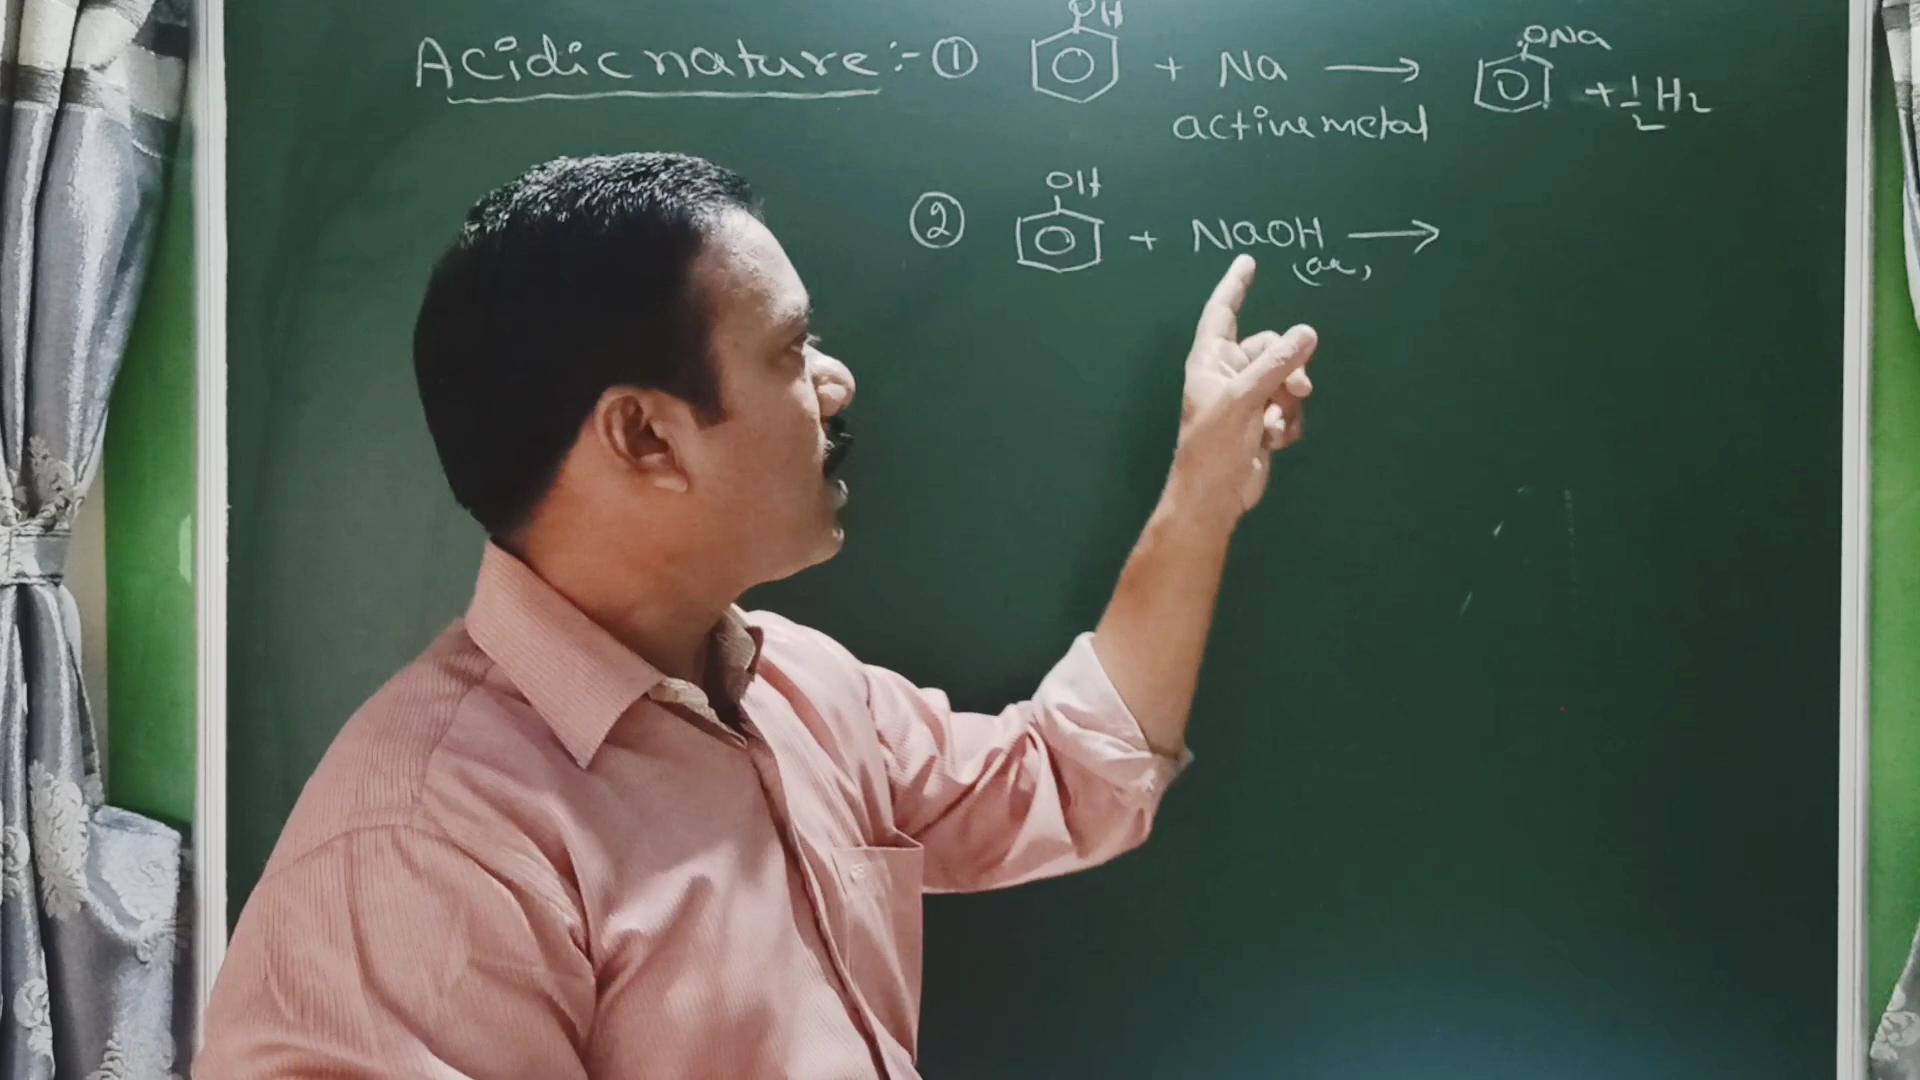 Acidic nature :- ① OH + Na → ONa + 1/2 H2
active metal
② OH + NaOH →
(aq)